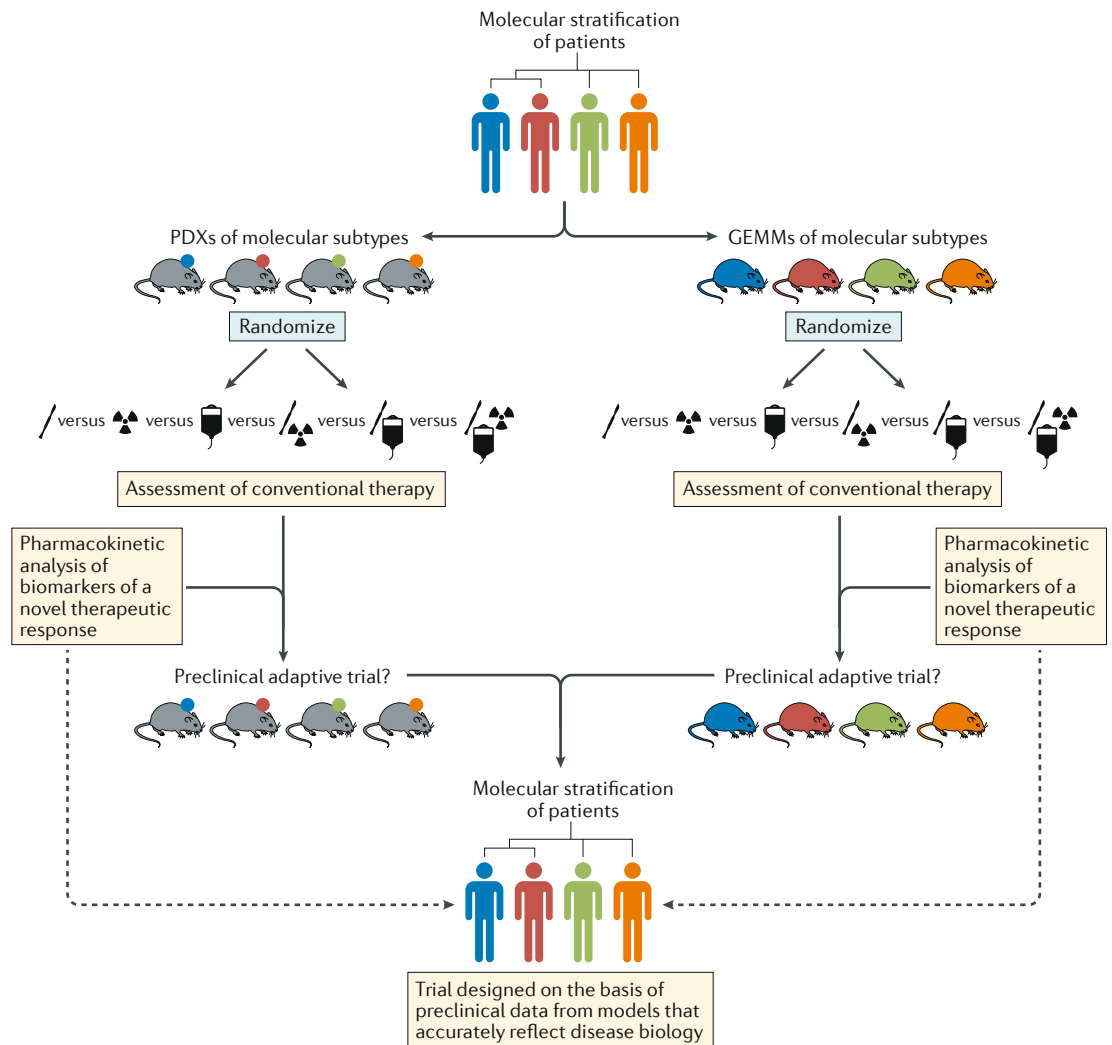 Molecular stratification
of patients
PDXs of molecular subtypes
GEMMs of molecular subtypes
Randomize
Randomize
versus versus versus versus versus
versus versus versus versus versus
Assessment of conventional therapy
Assessment of conventional therapy
Pharmacokinetic
analysis of
biomarkers of a
novel therapeutic
response
Pharmacokinetic
analysis of
biomarkers of a
novel therapeutic
response
Preclinical adaptive trial?
Preclinical adaptive trial?
Molecular stratification
of patients
Trial designed on the basis of
preclinical data from models that
accurately reflect disease biology